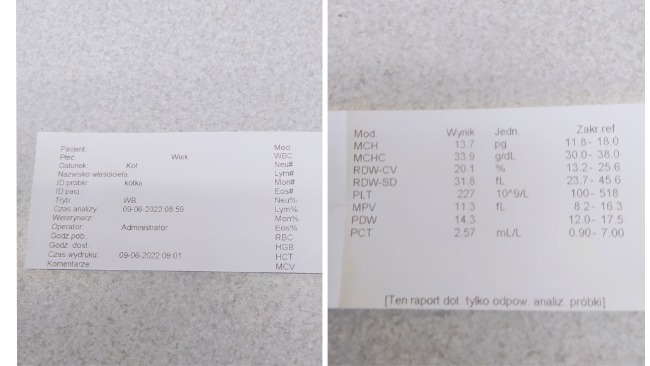 Pacjent:
Płeć: Wiek
Gatunek: Kot
Nazwisko właściciela:
ID próbki: kotka
ID pacj.
Tryb: WB
Czas analizy: 09-06-2022 08:59
Weterynarz:
Operator: Administrator
Godz.pob.:
Godz. dost.:
Czas wydruku: 09-06-2022 09:01
Komentarze:
Mod.
WBC
Neu#
Lym#
Mon#
Eos#
Neu%
Lym%
Mon%
Eos%
RBC
HGB
HCT
MCV
Mod. Wynik Jedn. Zakr ref
MCH 13.7 pg 11.8- 18.0
MCHC 33.9 g/dL 30.0- 38.0
RDW-CV 20.1 % 13.2- 25.6
RDW-SD 31.8 fL 23.7- 45.6
PLT 227 10^9/L 100- 518
MPV 11.3 fL 8.2- 16.3
PDW 14.3 12.0- 17.5
PCT 2.57 mL/L 0.90- 7.00
[Ten raport dot. tylko odpow. analiz. próbki]